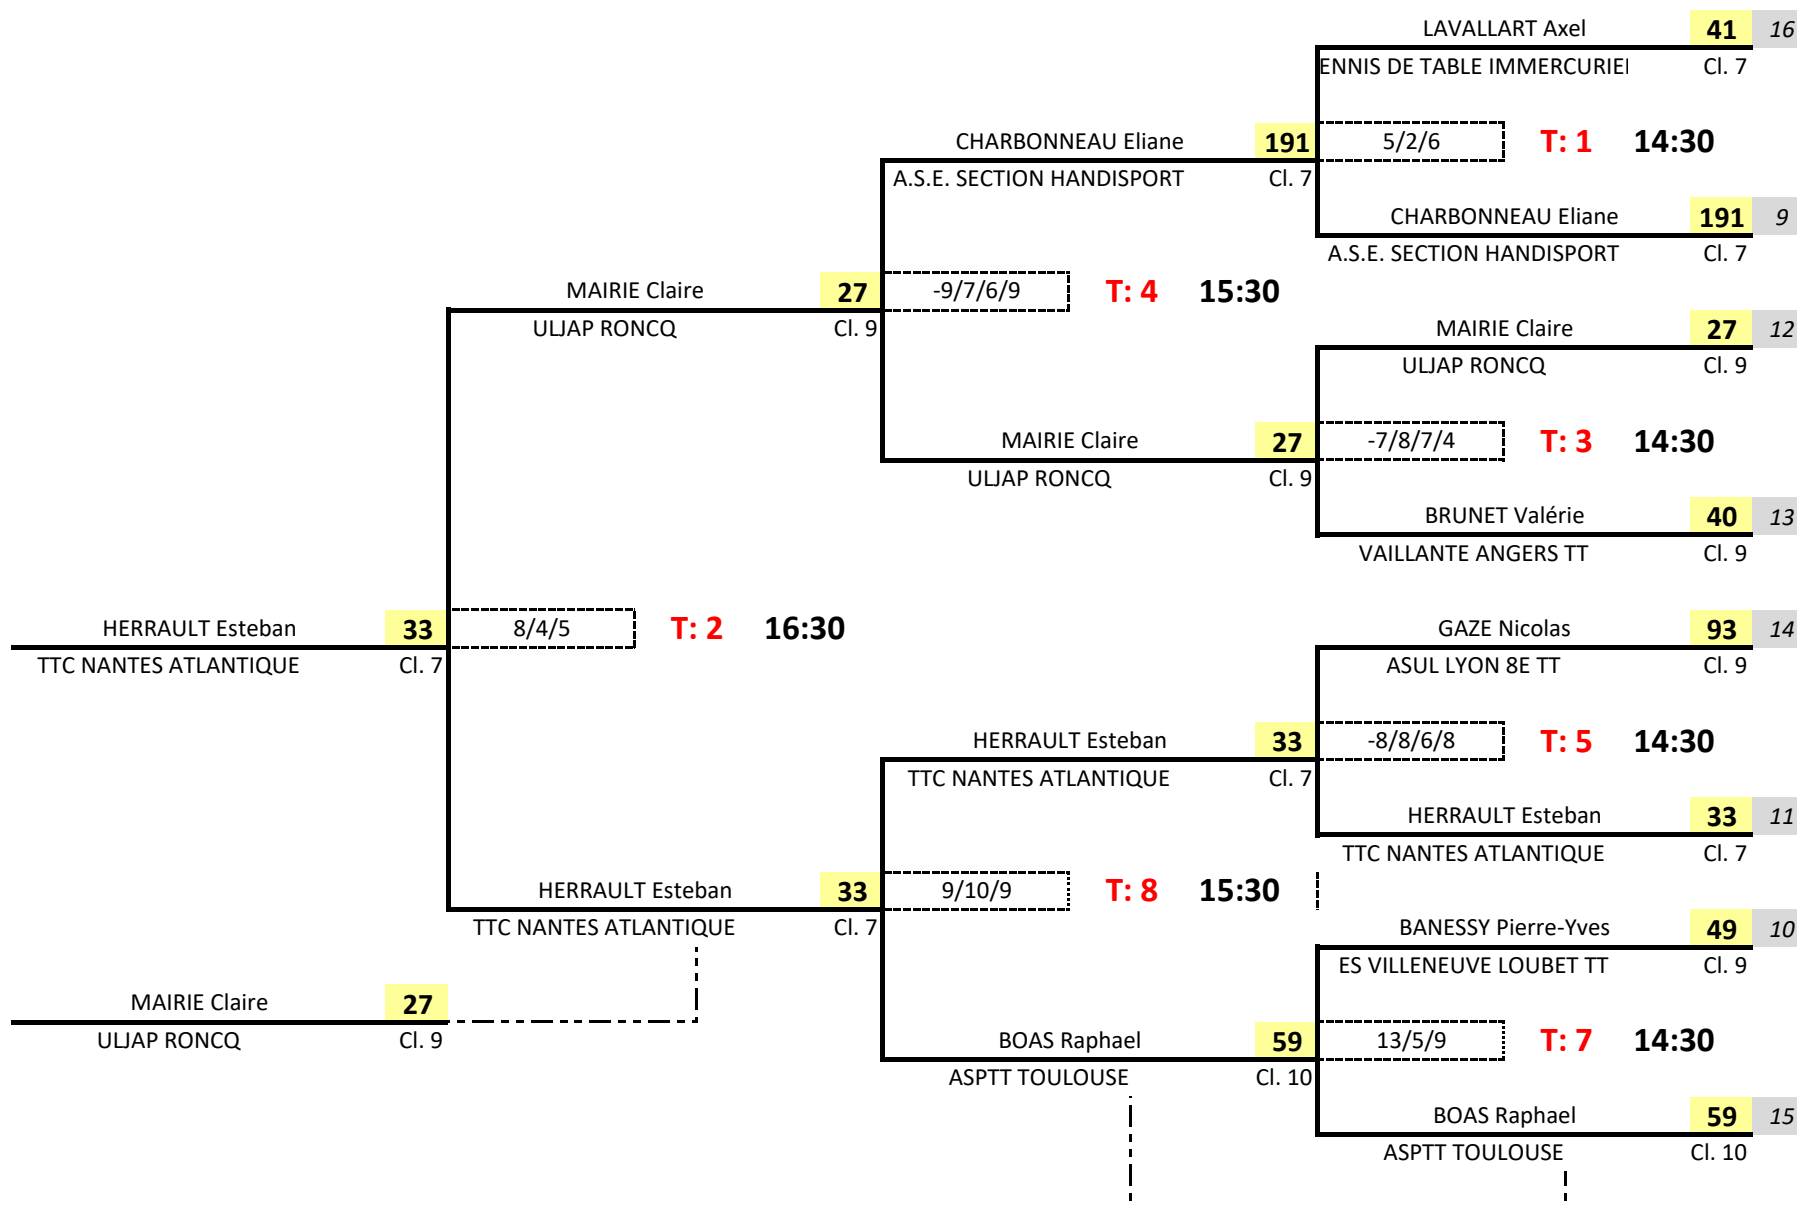 LAVALLART Axel 41 16
ENNIS DE TABLE IMMERCURIE Cl. 7
CHARBONNEAU Eliane 191 5/2/6 T: 1 14:30
A.S.E. SECTION HANDISPORT Cl. 7
CHARBONNEAU Eliane 191 9
A.S.E. SECTION HANDISPORT Cl. 7
MAIRIE Claire 27 -9/7/6/9 T: 4 15:30
ULJAP RONCQ Cl. 9
MAIRIE Claire 27 12
ULJAP RONCQ Cl. 9
MAIRIE Claire 27 -7/8/7/4 T: 3 14:30
ULJAP RONCQ Cl. 9
BRUNET Valérie 40 13
VAILLANTE ANGERS TT Cl. 9
HERRAULT Esteban 33 8/4/5 T: 2 16:30 GAZE Nicolas 93 14
TTC NANTES ATLANTIQUE Cl. 7 ASUL LYON 8E TT Cl. 9
HERRAULT Esteban 33 -8/8/6/8 T: 5 14:30
TTC NANTES ATLANTIQUE Cl. 7
HERRAULT Esteban 33 11
TTC NANTES ATLANTIQUE Cl. 7
HERRAULT Esteban 33 9/10/9 T: 8 15:30
TTC NANTES ATLANTIQUE Cl. 7 BANESSY Pierre-Yves 49 10
ES VILLENEUVE LOUBET TT Cl. 9
MAIRIE Claire 27
ULJAP RONCQ Cl. 9 BOAS Raphael 59 13/5/9 T: 7 14:30
ASPTT TOULOUSE Cl. 10
BOAS Raphael 59 15
ASPTT TOULOUSE Cl. 10